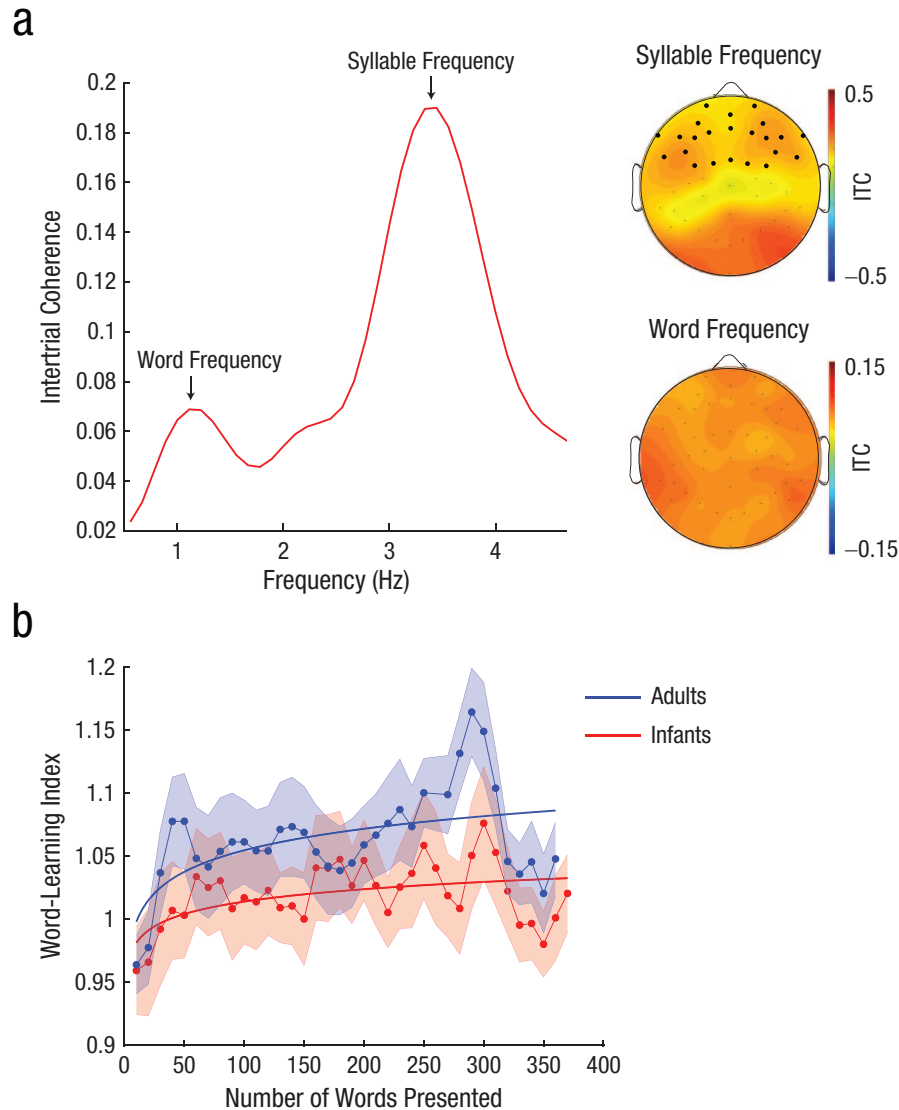 a
Syllable Frequency
0.2
0.18
0.16
0.14
0.12
0.1
0.08
0.06
0.04
0.02
Intertrial Coherence
Word Frequency
1
2
3
4
Frequency (Hz)
Syllable Frequency
0.5
ITC
–0.5
Word Frequency
0.15
ITC
–0.15
b
1.2
1.15
1.1
1.05
1
0.95
0.9
Word-Learning Index
0
50
100
150
200
250
300
350
400
Number of Words Presented
Adults
Infants